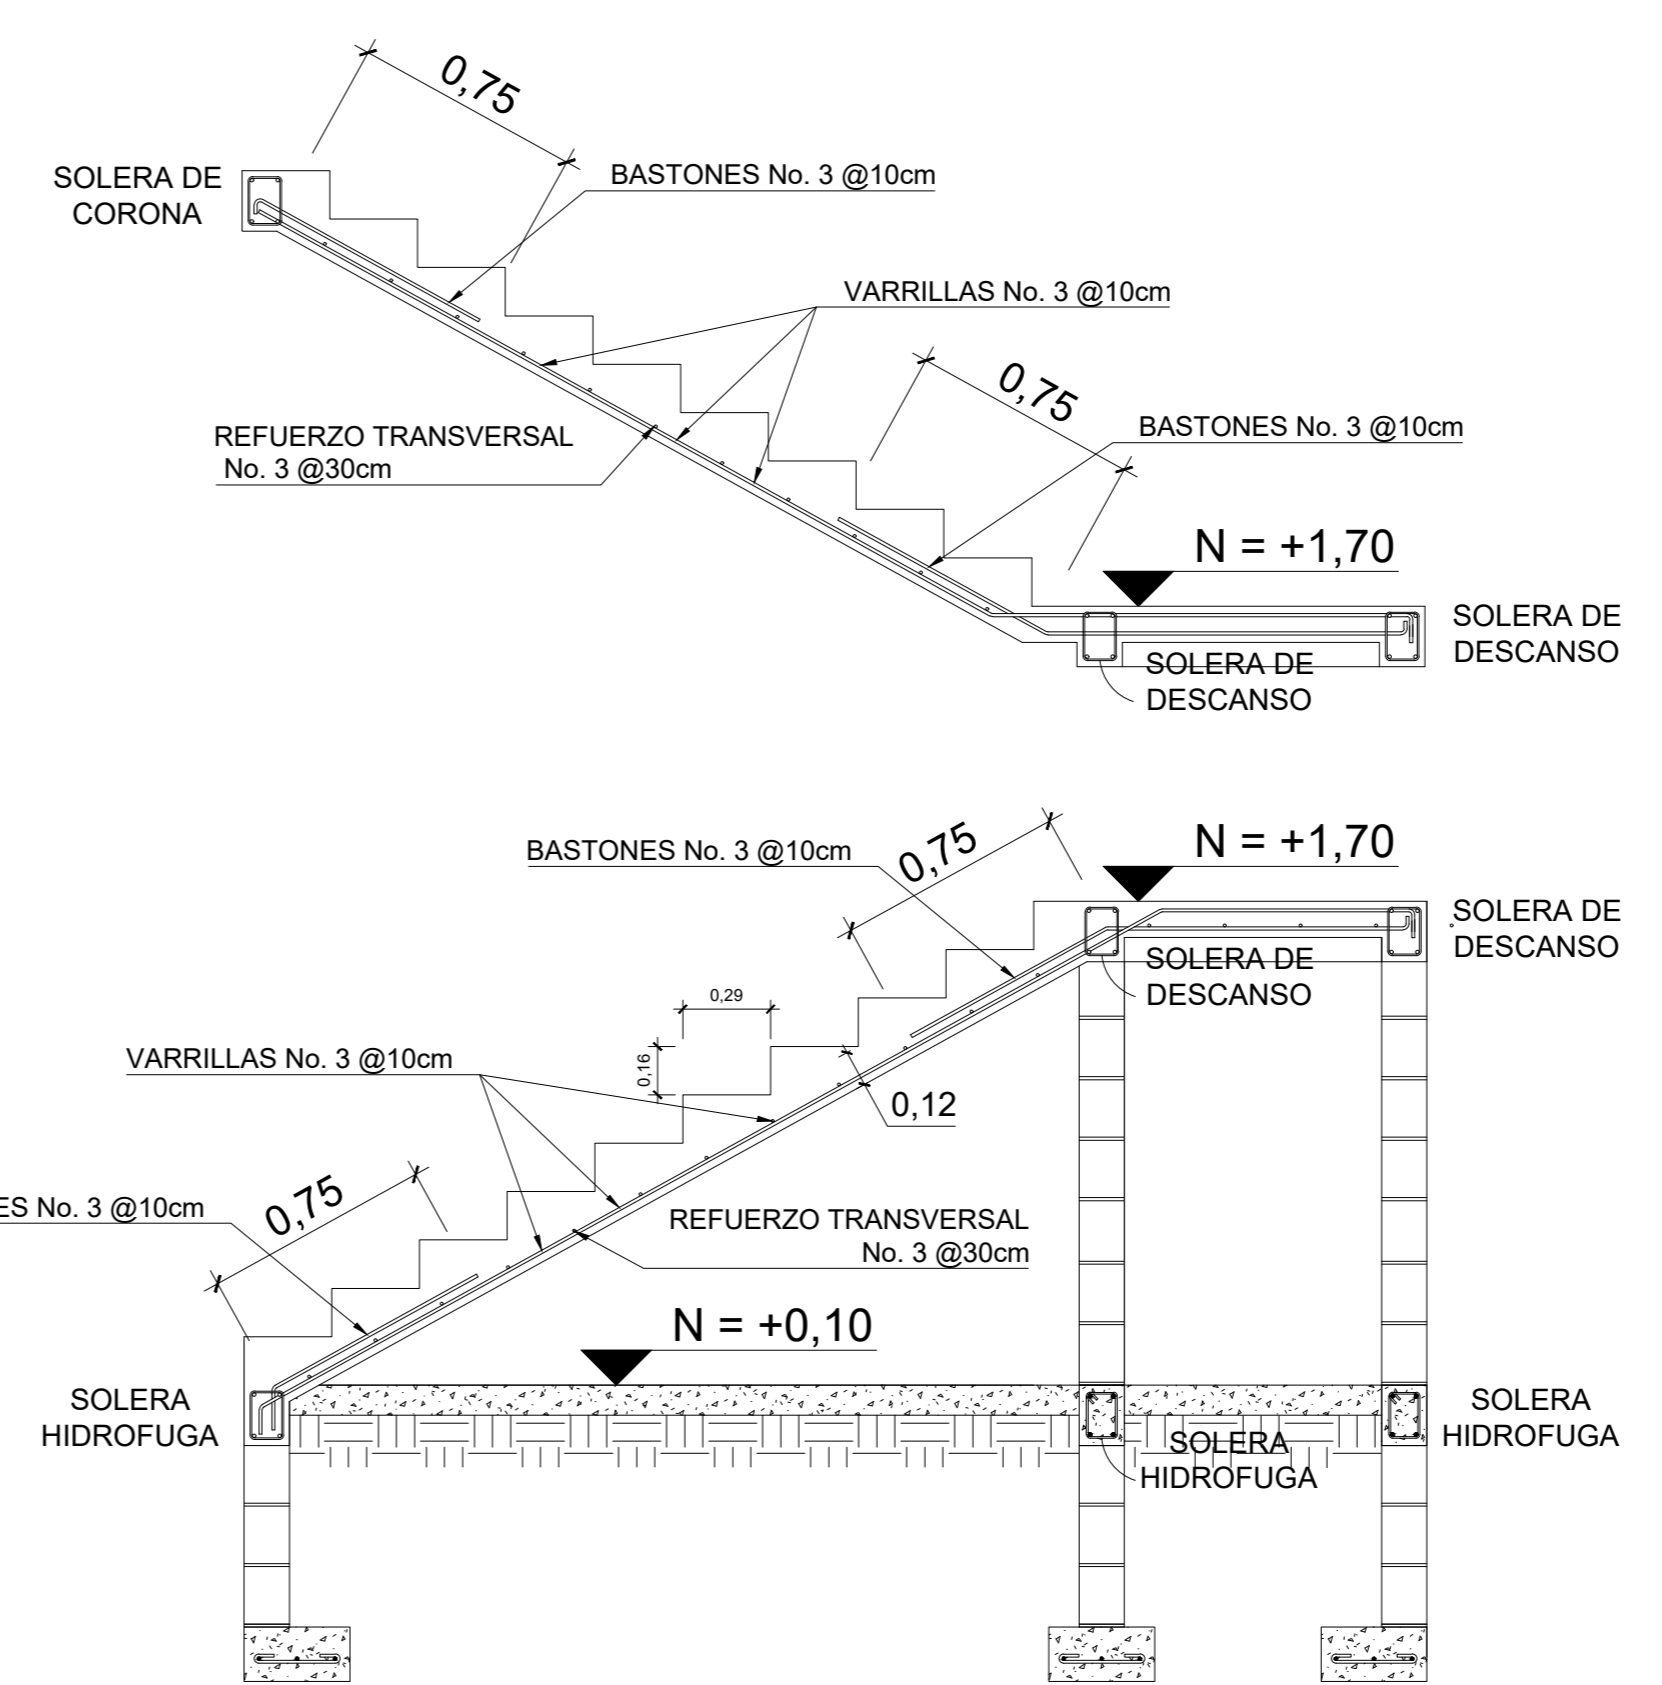 0,75
SOLERA DE
CORONA
BASTONES No. 3 @10cm
VARRILLAS No. 3 @10cm
0,75
REFUERZO TRANSVERSAL
No. 3 @30cm
BASTONES No. 3 @10cm
N = +1,70
SOLERA DE
DESCANSO
SOLERA DE
DESCANSO
BASTONES No. 3 @10cm
0,75
N = +1,70
SOLERA DE
DESCANSO
SOLERA DE
DESCANSO
0,29
0,16
VARRILLAS No. 3 @10cm
0,12
0,75
ES No. 3 @10cm
REFUERZO TRANSVERSAL
No. 3 @30cm
N = +0,10
SOLERA
HIDROFUGA
SOLERA
HIDROFUGA
SOLERA
HIDROFUGA